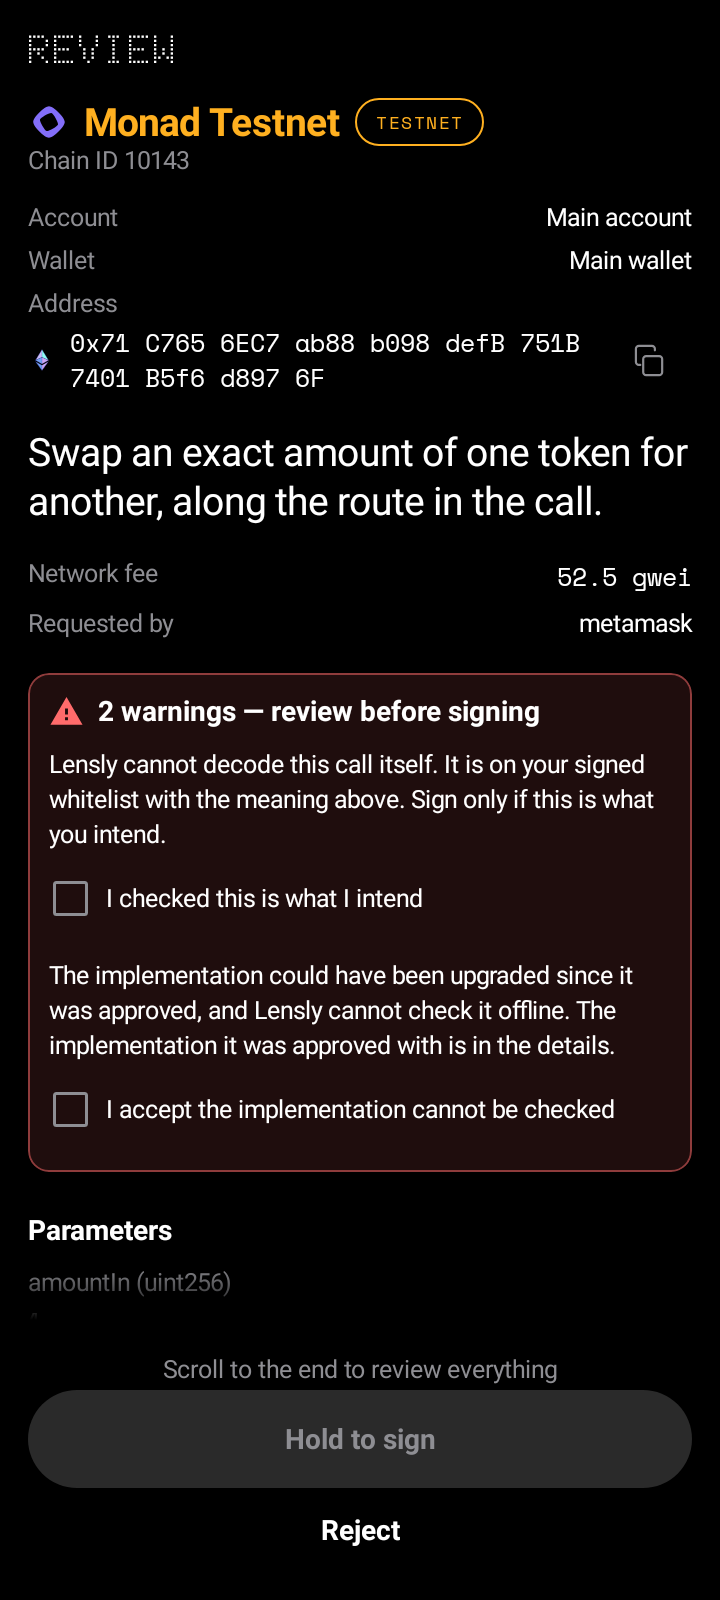 REVIEW
Monad Testnet TESTNET
Chain ID 10143
Account Main account
Wallet Main wallet
Address
0x71 C765 6EC7 ab88 b098 defB 751B
7401 B5f6 d897 6F
Swap an exact amount of one token for
another, along the route in the call.
Network fee 52.5 gwei
Requested by metamask
2 warnings — review before signing
Lensly cannot decode this call itself. It is on your signed
whitelist with the meaning above. Sign only if this is what
you intend.
I checked this is what I intend
The implementation could have been upgraded since it
was approved, and Lensly cannot check it offline. The
implementation it was approved with is in the details.
I accept the implementation cannot be checked
Parameters
amountIn (uint256)
Scroll to the end to review everything
Hold to sign
Reject